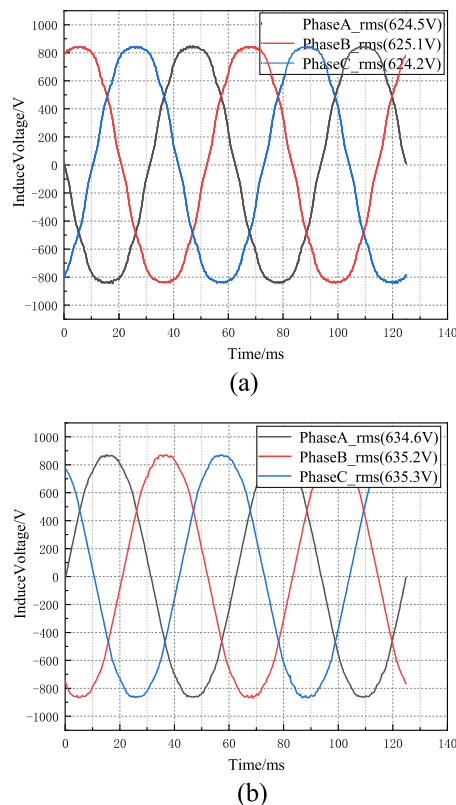 PhaseA_rms(624.5V)
PhaseB_rms(625.1V)
PhaseC_rms(624.2V)
1000
800
600
400
200
0
−200
−400
−600
−800
−1000
InduceVoltage/V
0 20 40 60 80 100 120 140
Time/ms
(a)
PhaseA_rms(634.6V)
PhaseB_rms(635.2V)
PhaseC_rms(635.3V)
1000
800
600
400
200
0
−200
−400
−600
−800
−1000
InduceVoltage/V
0 20 40 60 80 100 120 140
Time/ms
(b)